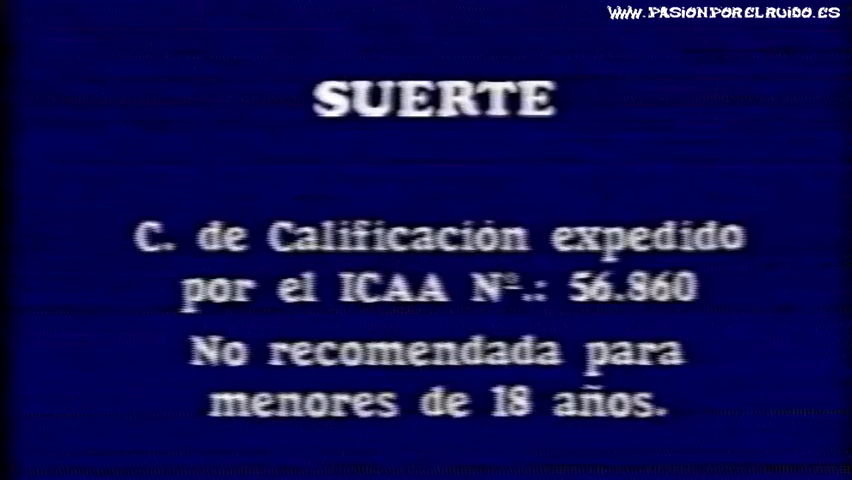 WWW.PASIONPORELRUIDO.ES
SUERTE
C. de Calificación expedido
por el ICAA Nº.: 56.860
No recomendada para
menores de 18 años.